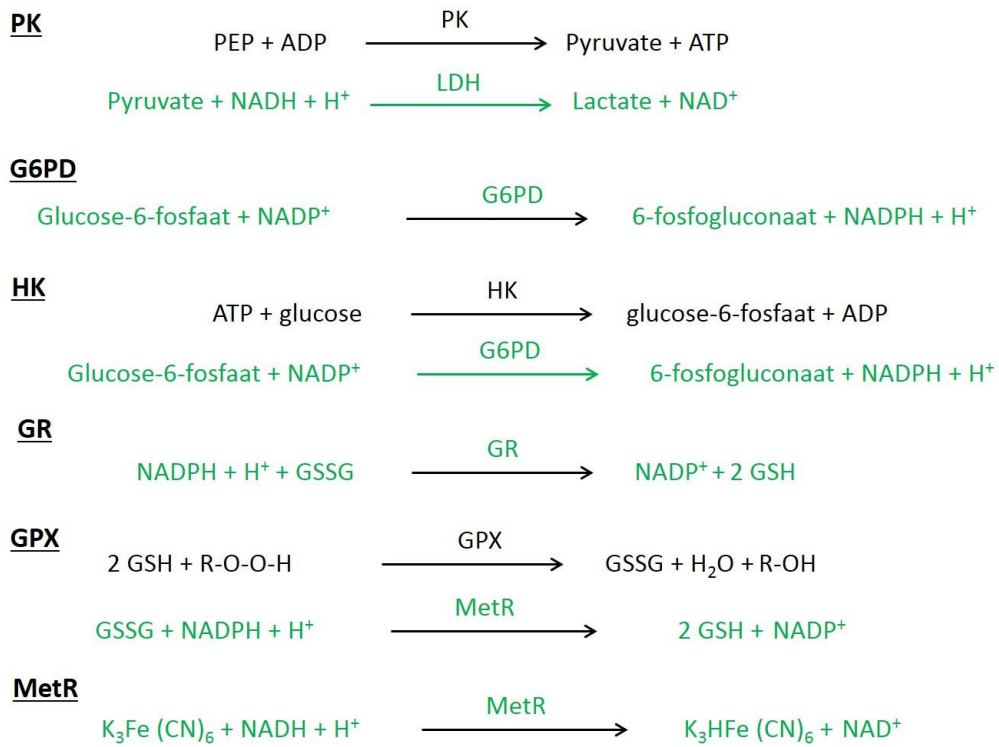 PK
PK
PEP + ADP → Pyruvate + ATP
LDH
Pyruvate + NADH + H⁺ → Lactate + NAD⁺
G6PD
G6PD
Glucose-6-fosfaat + NADP⁺ → 6-fosfogluconaat + NADPH + H⁺
HK
HK
ATP + glucose → glucose-6-fosfaat + ADP
G6PD
Glucose-6-fosfaat + NADP⁺ → 6-fosfogluconaat + NADPH + H⁺
GR
GR
NADPH + H⁺ + GSSG → NADP⁺ + 2 GSH
GPX
GPX
2 GSH + R-O-O-H → GSSG + H₂O + R-OH
MetR
GSSG + NADPH + H⁺ → 2 GSH + NADP⁺
MetR
MetR
K₃Fe (CN)₆ + NADH + H⁺ → K₃HFe (CN)₆ + NAD⁺